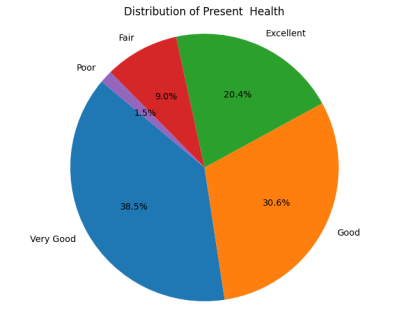 Distribution of Present  Health
Fair
Excellent
Poor
9.0%
20.4%
1.5%
38.5%
30.6%
Very Good
Good